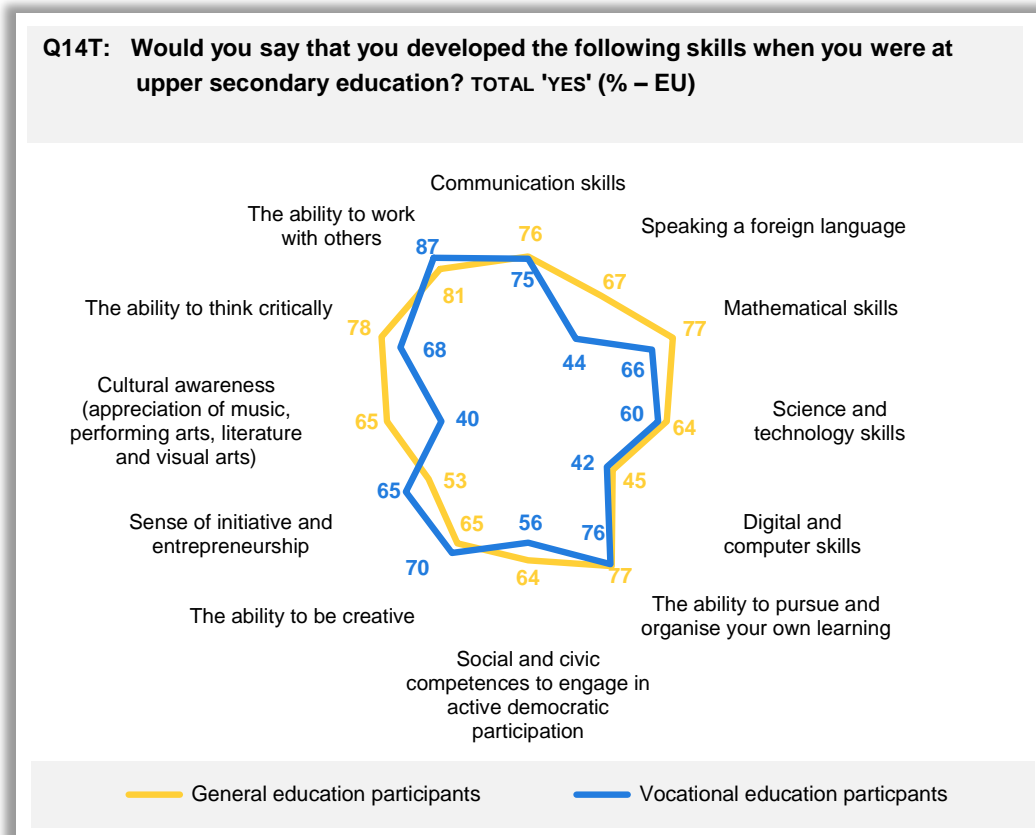 Q14T: Would you say that you developed the following skills when you were at
upper secondary education? TOTAL 'YES' (% – EU)
Communication skills
The ability to work
with others
Speaking a foreign language
87
76
75
81
67
The ability to think critically
Mathematical skills
78
77
68
44
66
Cultural awareness
(appreciation of music,
performing arts, literature
and visual arts)
65
40
60
64
Science and
technology skills
53
42
45
65
Sense of initiative and
entrepreneurship
65
56
76
Digital and
computer skills
70
64
77
The ability to be creative
The ability to pursue and
organise your own learning
Social and civic
competences to engage in
active democratic
participation
General education participants
Vocational education particpants